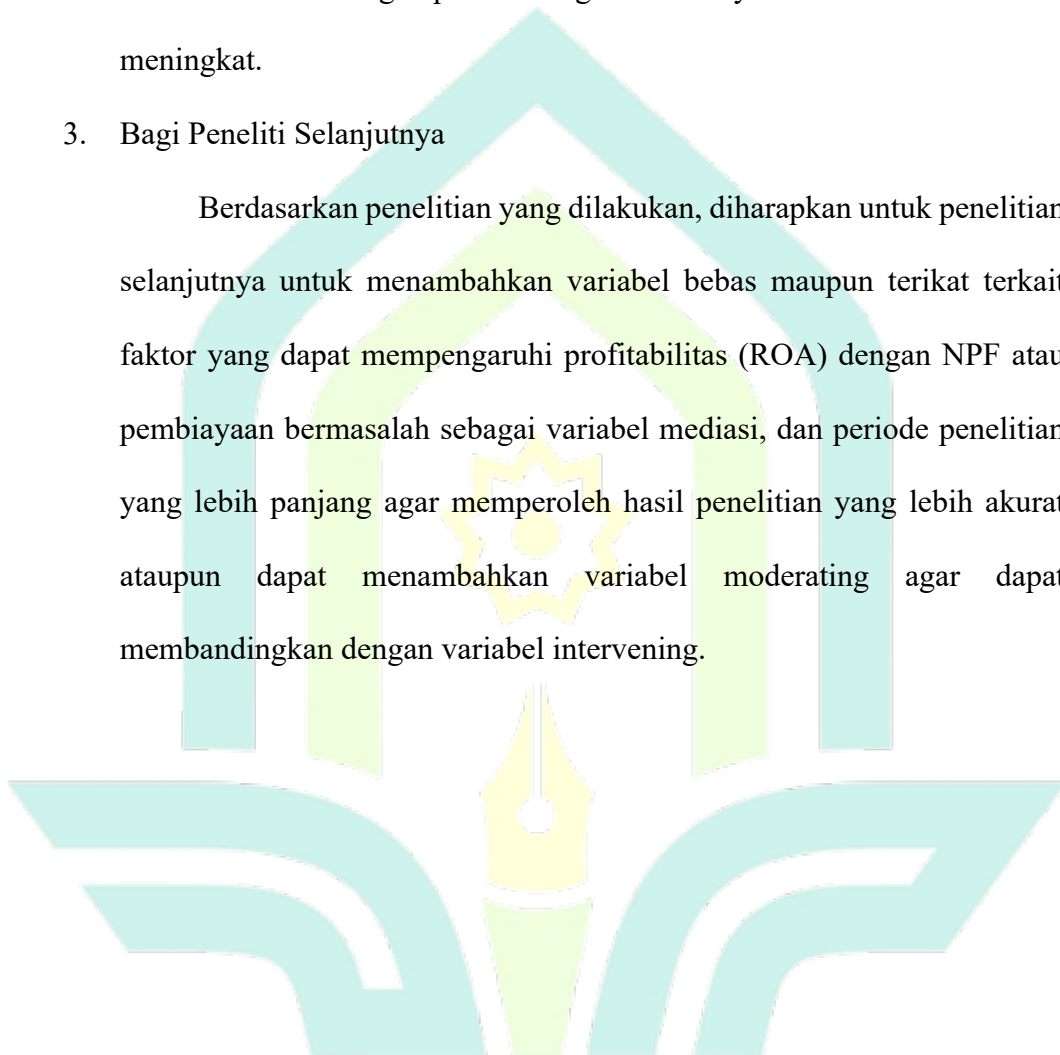 meningkat.
3. Bagi Peneliti Selanjutnya
Berdasarkan penelitian yang dilakukan, diharapkan untuk penelitian
selanjutnya untuk menambahkan variabel bebas maupun terikat terkait
faktor yang dapat mempengaruhi profitabilitas (ROA) dengan NPF atau
pembiayaan bermasalah sebagai variabel mediasi, dan periode penelitian
yang lebih panjang agar memperoleh hasil penelitian yang lebih akurat
ataupun dapat menambahkan variabel moderating agar dapat
membandingkan dengan variabel intervening.